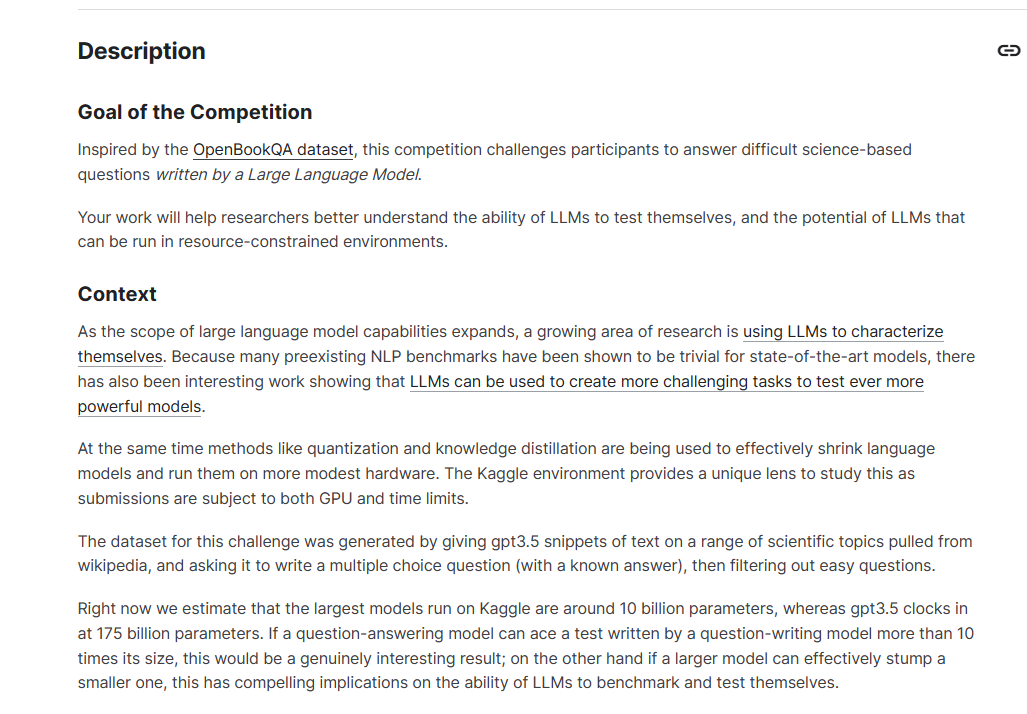 Description
Goal of the Competition
Inspired by the OpenBookQA dataset, this competition challenges participants to answer difficult science-based
questions written by a Large Language Model.
Your work will help researchers better understand the ability of LLMs to test themselves, and the potential of LLMs that
can be run in resource-constrained environments.
Context
As the scope of large language model capabilities expands, a growing area of research is using LLMs to characterize
themselves. Because many preexisting NLP benchmarks have been shown to be trivial for state-of-the-art models, there
has also been interesting work showing that LLMs can be used to create more challenging tasks to test ever more
powerful models.
At the same time methods like quantization and knowledge distillation are being used to effectively shrink language
models and run them on more modest hardware. The Kaggle environment provides a unique lens to study this as
submissions are subject to both GPU and time limits.
The dataset for this challenge was generated by giving gpt3.5 snippets of text on a range of scientific topics pulled from
wikipedia, and asking it to write a multiple choice question (with a known answer), then filtering out easy questions.
Right now we estimate that the largest models run on Kaggle are around 10 billion parameters, whereas gpt3.5 clocks in
at 175 billion parameters. If a question-answering model can ace a test written by a question-writing model more than 10
times its size, this would be a genuinely interesting result; on the other hand if a larger model can effectively stump a
smaller one, this has compelling implications on the ability of LLMs to benchmark and test themselves.